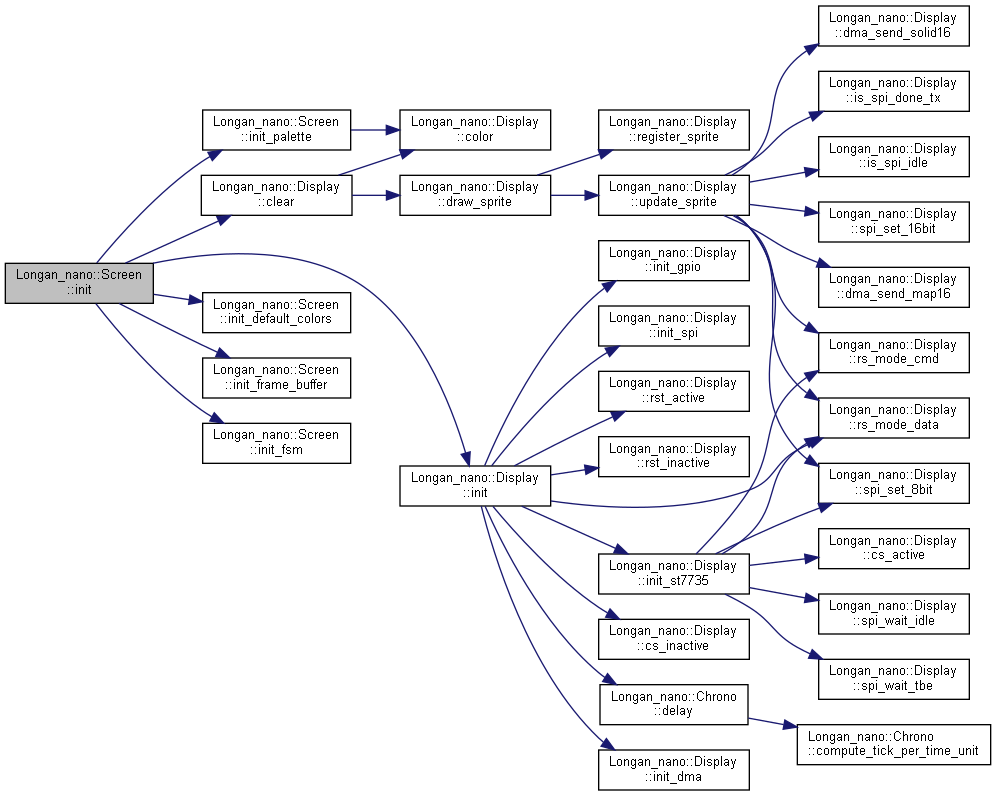 Longan_nano::Screen
::init
Longan_nano::Screen
::init_palette
Longan_nano::Display
::clear
Longan_nano::Screen
::init_default_colors
Longan_nano::Screen
::init_frame_buffer
Longan_nano::Screen
::init_fsm
Longan_nano::Display
::color
Longan_nano::Display
::draw_sprite
Longan_nano::Display
::init
Longan_nano::Display
::register_sprite
Longan_nano::Display
::update_sprite
Longan_nano::Display
::init_gpio
Longan_nano::Display
::init_spi
Longan_nano::Display
::rst_active
Longan_nano::Display
::rst_inactive
Longan_nano::Display
::init_st7735
Longan_nano::Display
::cs_inactive
Longan_nano::Chrono
::delay
Longan_nano::Display
::init_dma
Longan_nano::Display
::dma_send_solid16
Longan_nano::Display
::is_spi_done_tx
Longan_nano::Display
::is_spi_idle
Longan_nano::Display
::spi_set_16bit
Longan_nano::Display
::dma_send_map16
Longan_nano::Display
::rs_mode_cmd
Longan_nano::Display
::rs_mode_data
Longan_nano::Display
::spi_set_8bit
Longan_nano::Display
::cs_active
Longan_nano::Display
::spi_wait_idle
Longan_nano::Display
::spi_wait_tbe
Longan_nano::Chrono
::compute_tick_per_time_unit